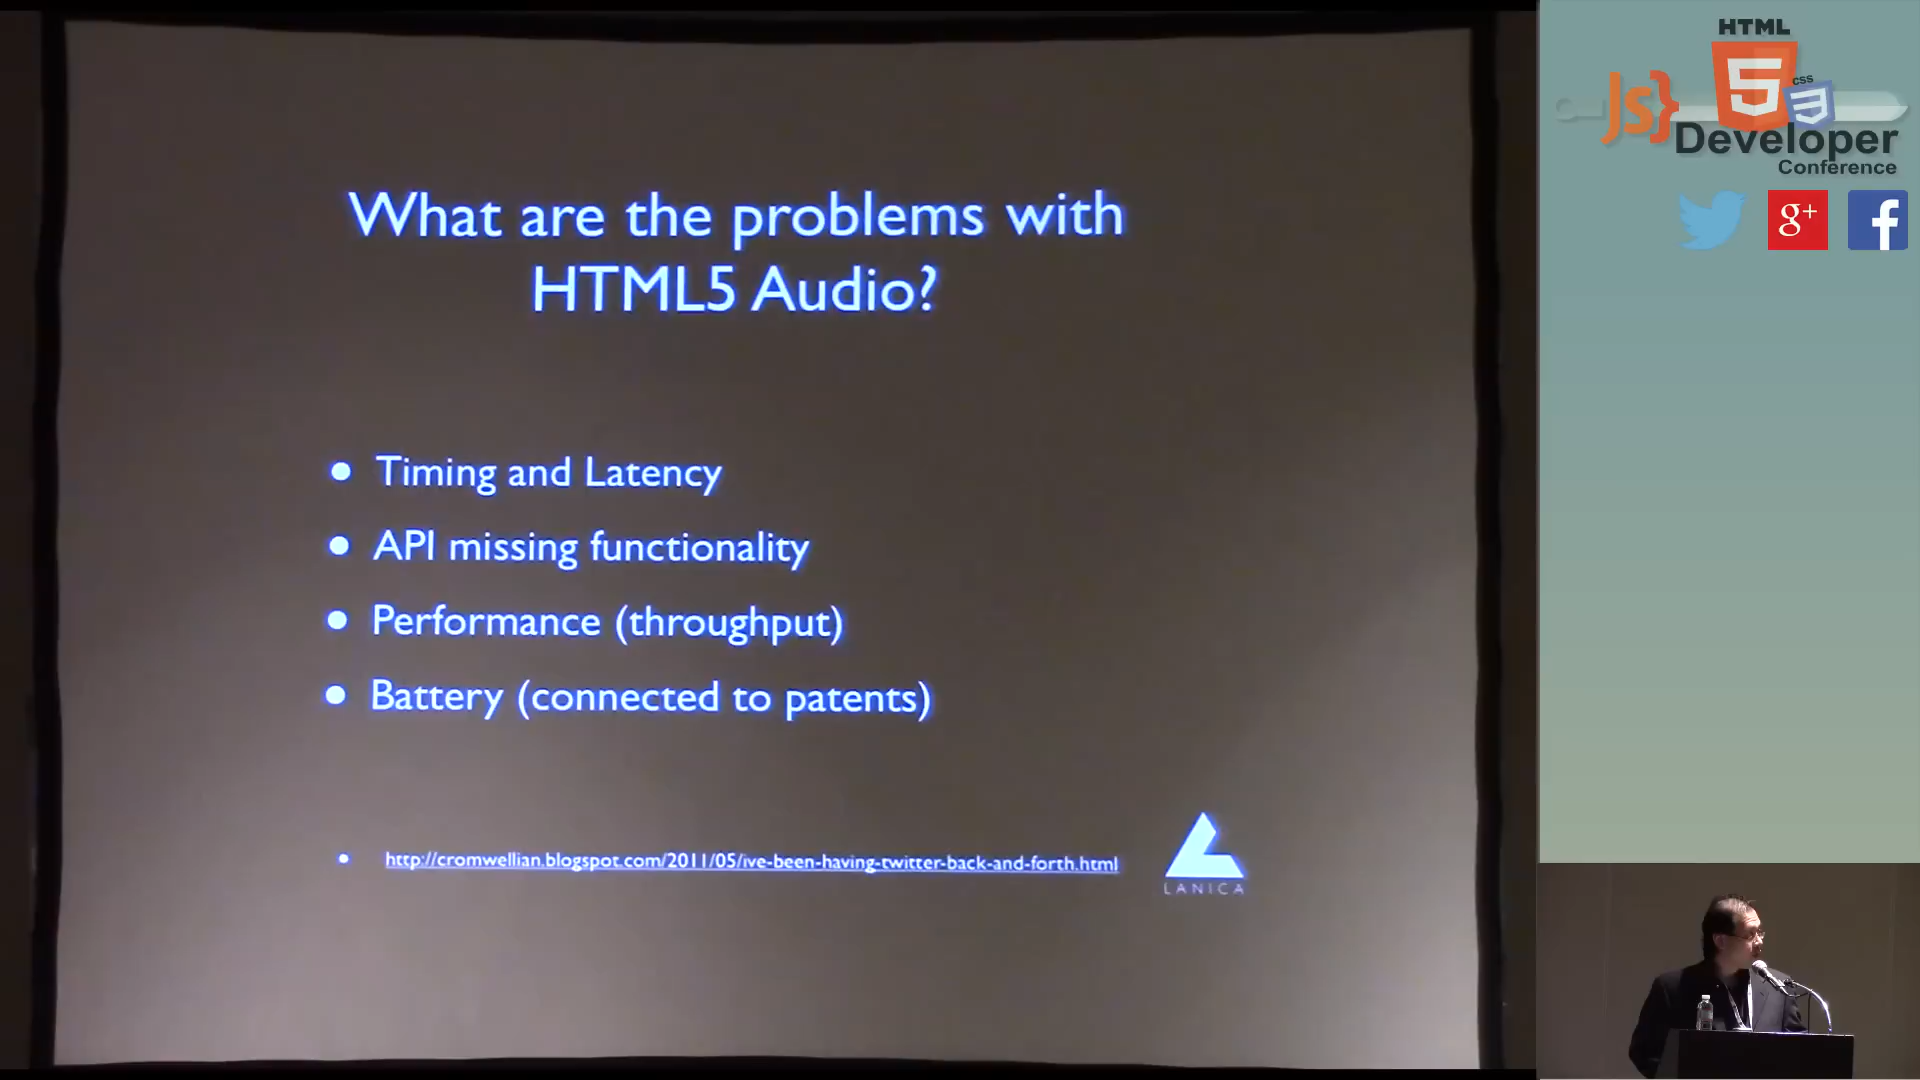 What are the problems with
HTML5 Audio?
• Timing and Latency
• API missing functionality
• Performance (throughput)
• Battery (connected to patents)
• http://cromwellian.blogspot.com/2011/05/ive-been-having-twitter-back-and-forth.html
LANICA
HTML
5
JS}
CSS
3
Developer
Conference
g+
f